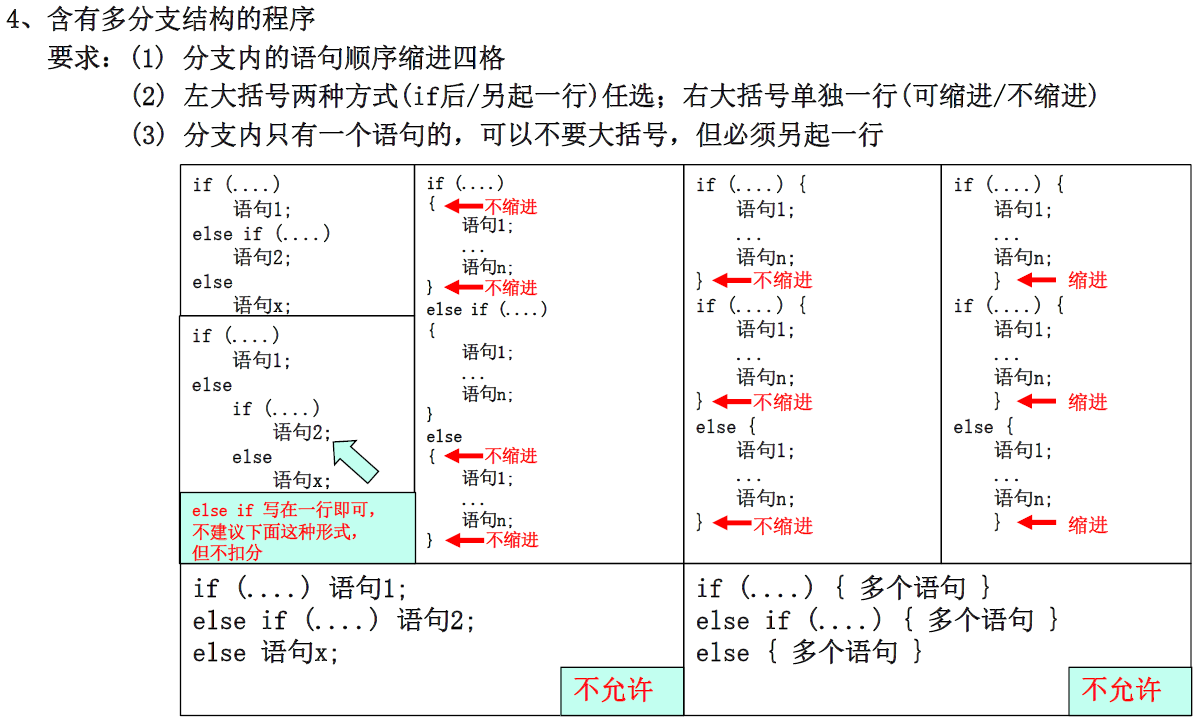 4、含有多分支结构的程序
要求：(1) 分支内的语句顺序缩进四格
(2) 左大括号两种方式(if后/另起一行)任选；右大括号单独一行(可缩进/不缩进)
(3) 分支内只有一个语句的，可以不要大括号，但必须另起一行
if (....)
语句1;
else if (....)
语句2;
else
语句x;
if (....)
语句1;
else
if (....)
语句2;
else
语句x;
else if 写在一行即可，
不建议下面这种形式，
但不扣分
if (....)
{ 不缩进
语句1;
...
语句n;
} 不缩进
else if (....)
{
语句1;
...
语句n;
}
else
{ 不缩进
语句1;
...
语句n;
} 不缩进
if (....) {
语句1;
...
语句n;
} 不缩进
if (....) {
语句1;
...
语句n;
} 不缩进
else {
语句1;
...
语句n;
} 不缩进
if (....) {
语句1;
...
语句n;
} 缩进
if (....) {
语句1;
...
语句n;
} 缩进
else {
语句1;
...
语句n;
} 缩进
if (....) 语句1;
else if (....) 语句2;
else 语句x;
不允许
if (....) { 多个语句 }
else if (....) { 多个语句 }
else { 多个语句 }
不允许